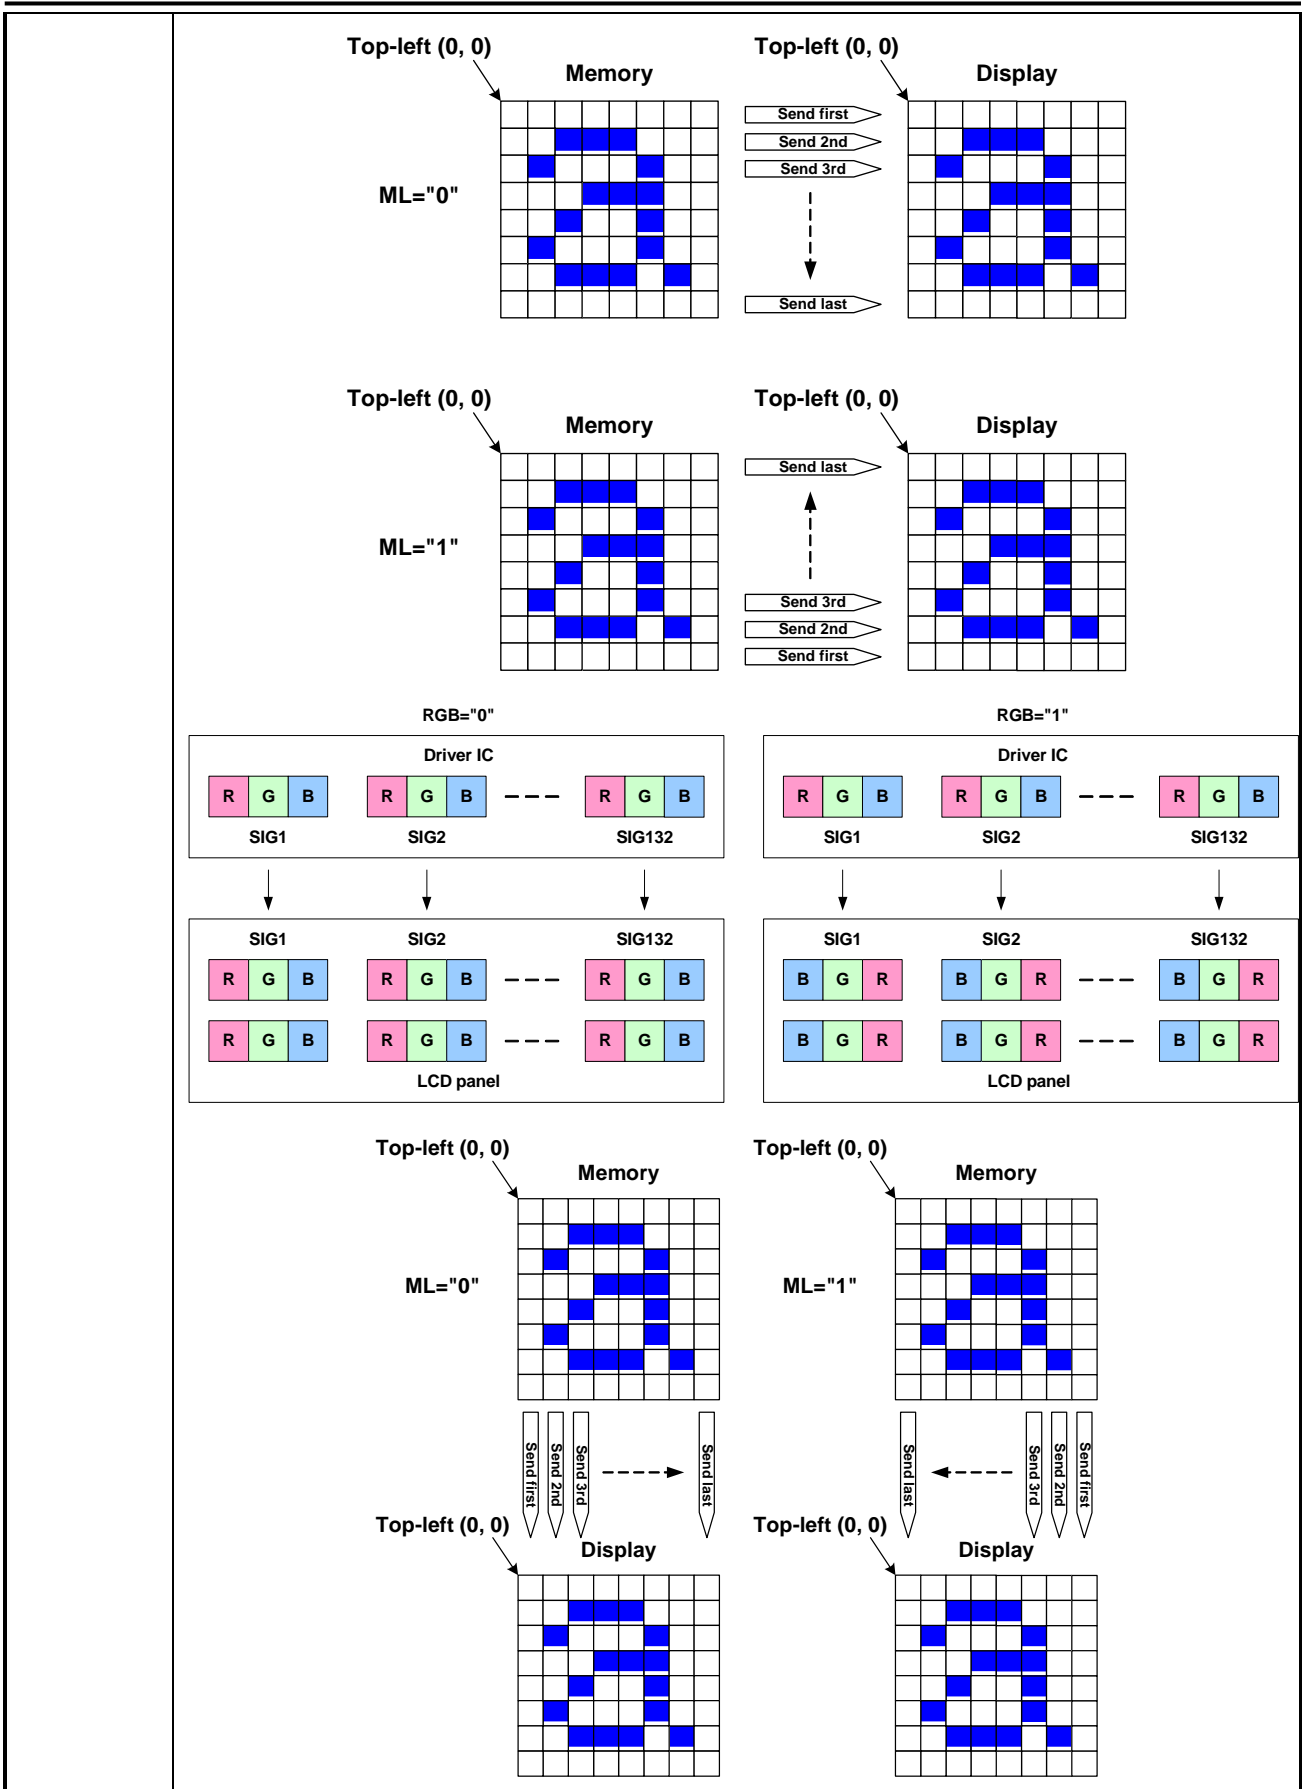 Top-left (0, 0)
Top-left (0, 0)
Memory
Display
Send first
Send 2nd
Send 3rd
ML="0"
Send last
Top-left (0, 0)
Top-left (0, 0)
Memory
Display
Send last
ML="1"
Send 3rd
Send 2nd
Send first
RGB="0"
RGB="1"
Driver IC
Driver IC
R G B R G B R G B
R G B R G B R G B
SIG1 SIG2 SIG132
SIG1 SIG2 SIG132
SIG1 SIG2 SIG132
SIG1 SIG2 SIG132
R G B R G B R G B
B G R B G R B G R
R G B R G B R G B
B G R B G R B G R
LCD panel
LCD panel
Top-left (0, 0)
Top-left (0, 0)
Memory
Memory
ML="0"
ML="1"
Send first
Send 2nd
Send 3rd
Send last
Send last
Send 3rd
Send 2nd
Send first
Top-left (0, 0)
Top-left (0, 0)
Display
Display